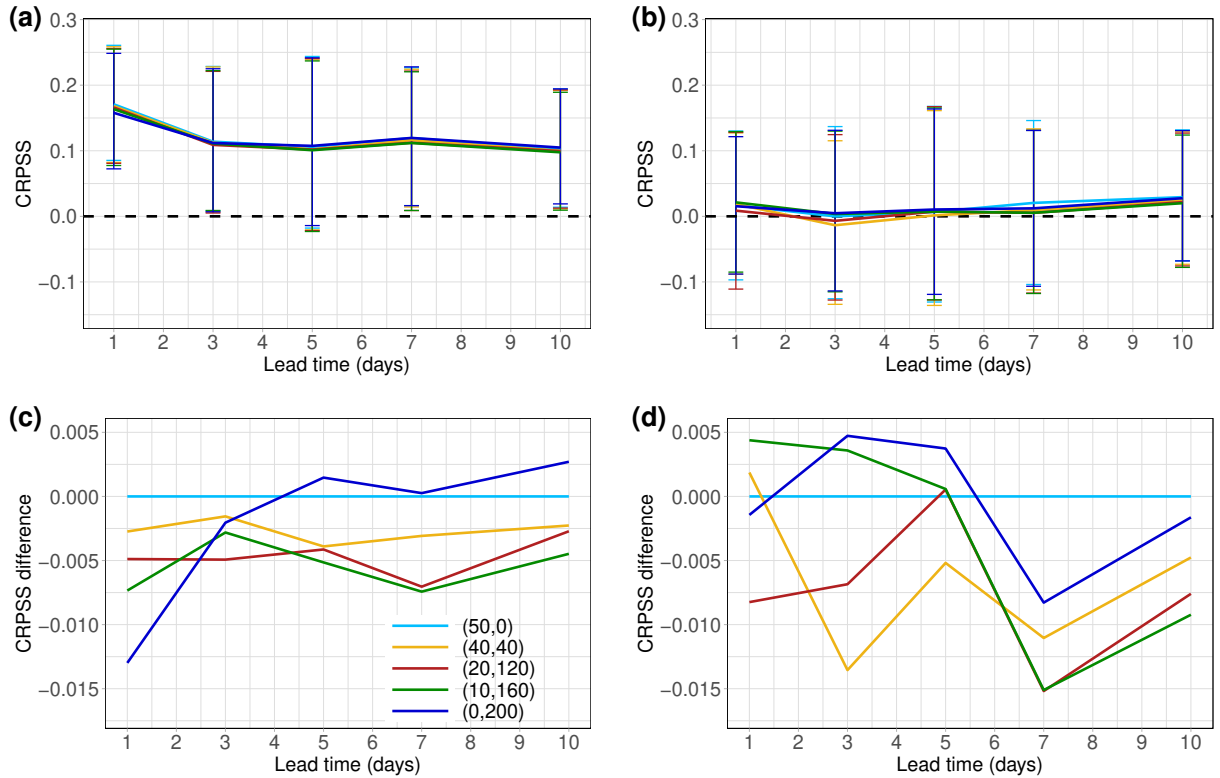 (a)
0.3
0.2
0.1
0.0
−0.1
CRPSS
1 2 3 4 5 6 7 8 9 10
Lead time (days)
(b)
0.3
0.2
0.1
0.0
−0.1
CRPSS
1 2 3 4 5 6 7 8 9 10
Lead time (days)
(c)
0.005
0.000
−0.005
−0.010
−0.015
CRPSS difference
(50,0)
(40,40)
(20,120)
(10,160)
(0,200)
1 2 3 4 5 6 7 8 9 10
Lead time (days)
(d)
0.005
0.000
−0.005
−0.010
−0.015
CRPSS difference
1 2 3 4 5 6 7 8 9 10
Lead time (days)